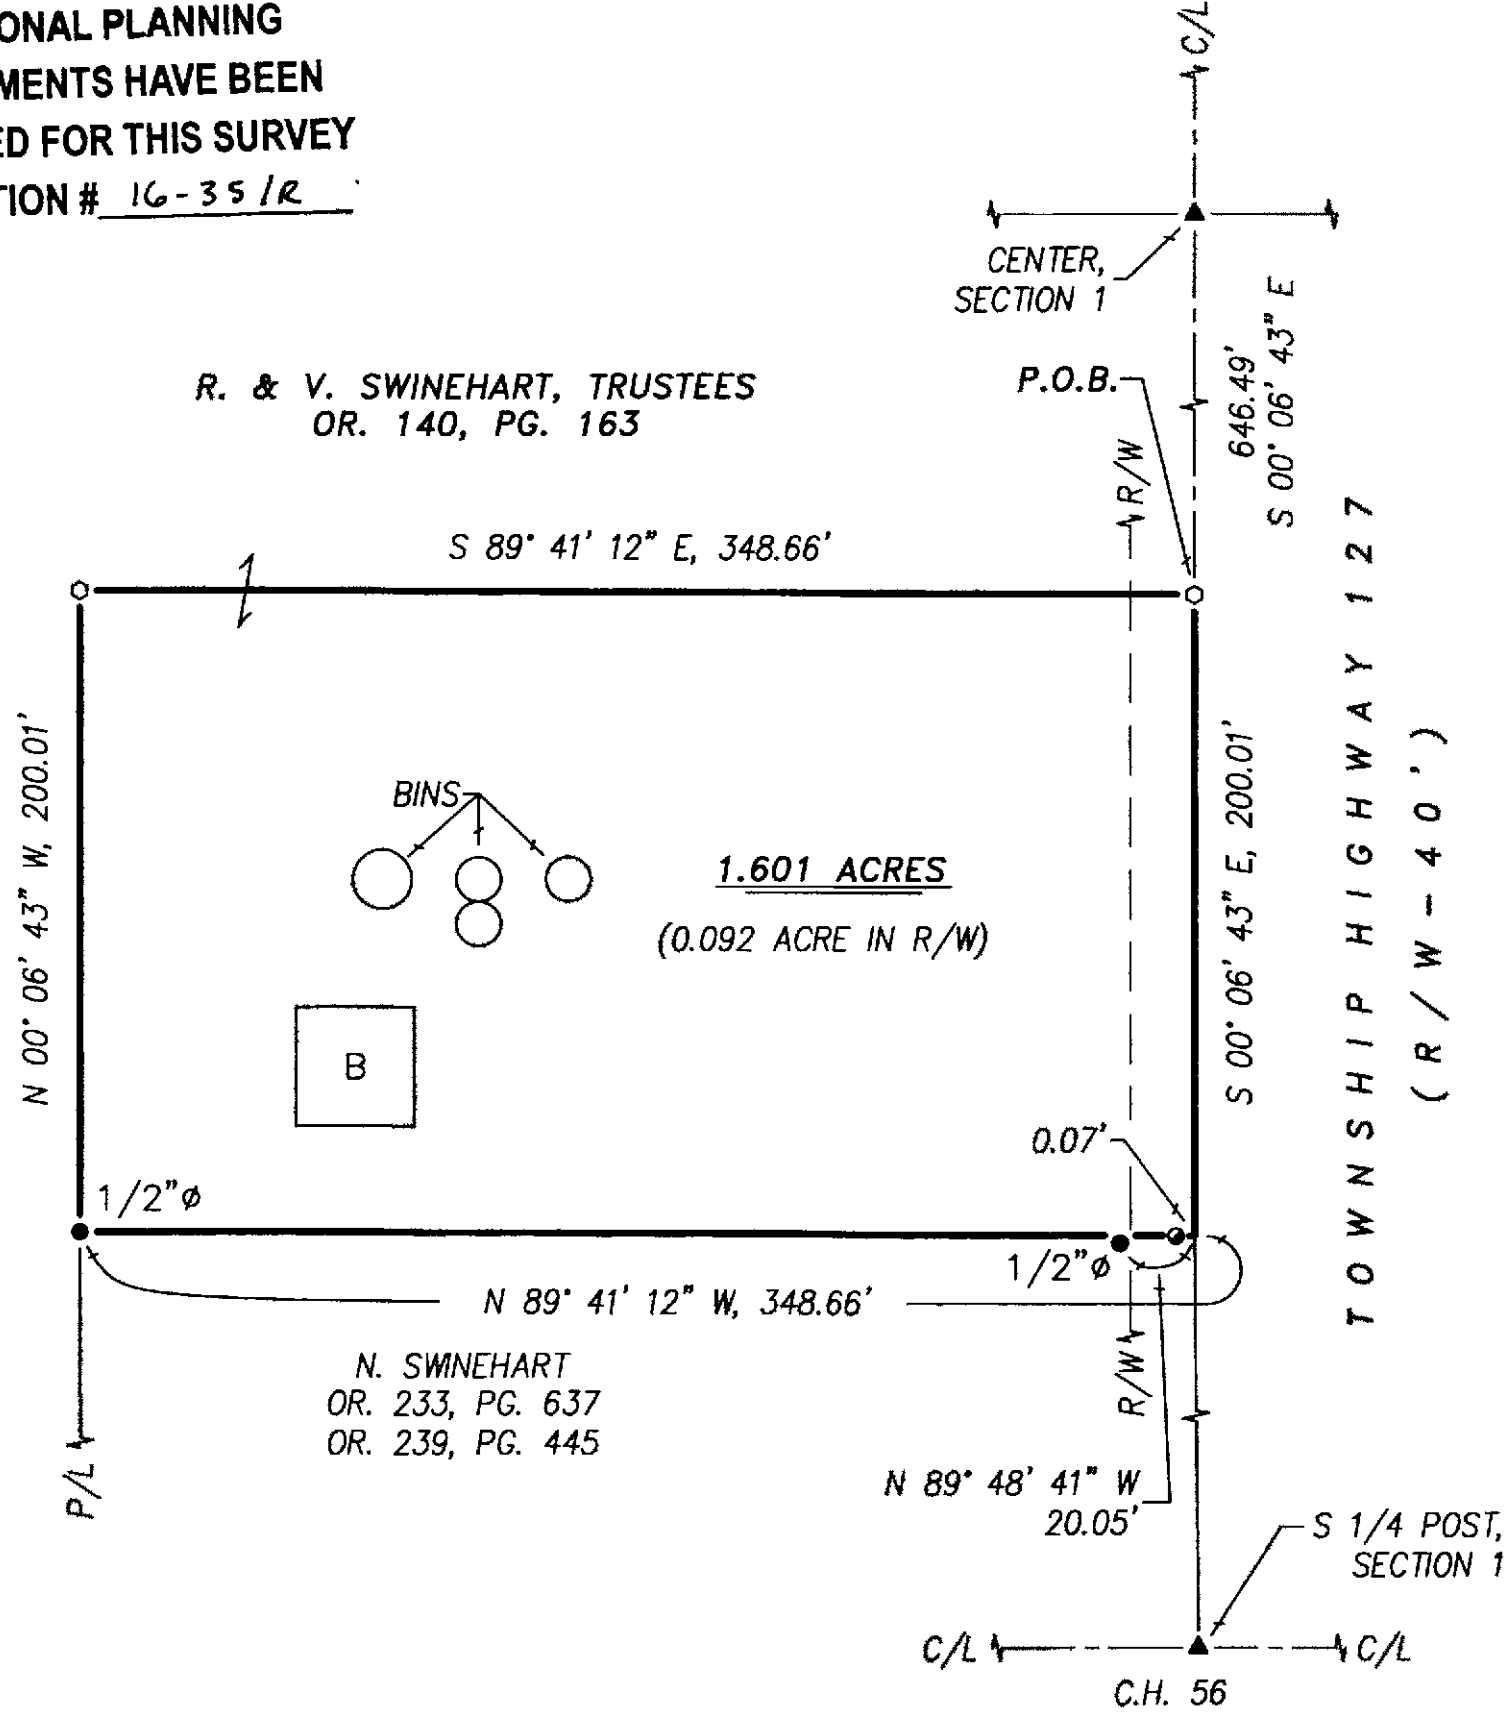 ONAL PLANNING
MENTS HAVE BEEN
ED FOR THIS SURVEY
TION # 16-35/R
C/L
CENTER,
SECTION 1
646.49'
S 00° 06' 43" E
R. & V. SWINEHART, TRUSTEES
OR. 140, PG. 163
P.O.B.
R/W
S 89° 41' 12" E, 348.66'
TOWNSHIP HIGHWAY 127
(R/W-40')
N 00° 06' 43" W, 200.01'
BINS
1.601 ACRES
(0.092 ACRE IN R/W)
S 00° 06' 43" E, 200.01'
B
0.07'
1/2"ø
1/2"ø
N 89° 41' 12" W, 348.66'
N. SWINEHART
OR. 233, PG. 637
OR. 239, PG. 445
R/W
P/L
N 89° 48' 41" W
20.05'
S 1/4 POST,
SECTION 1
C/L
C/L
C.H. 56